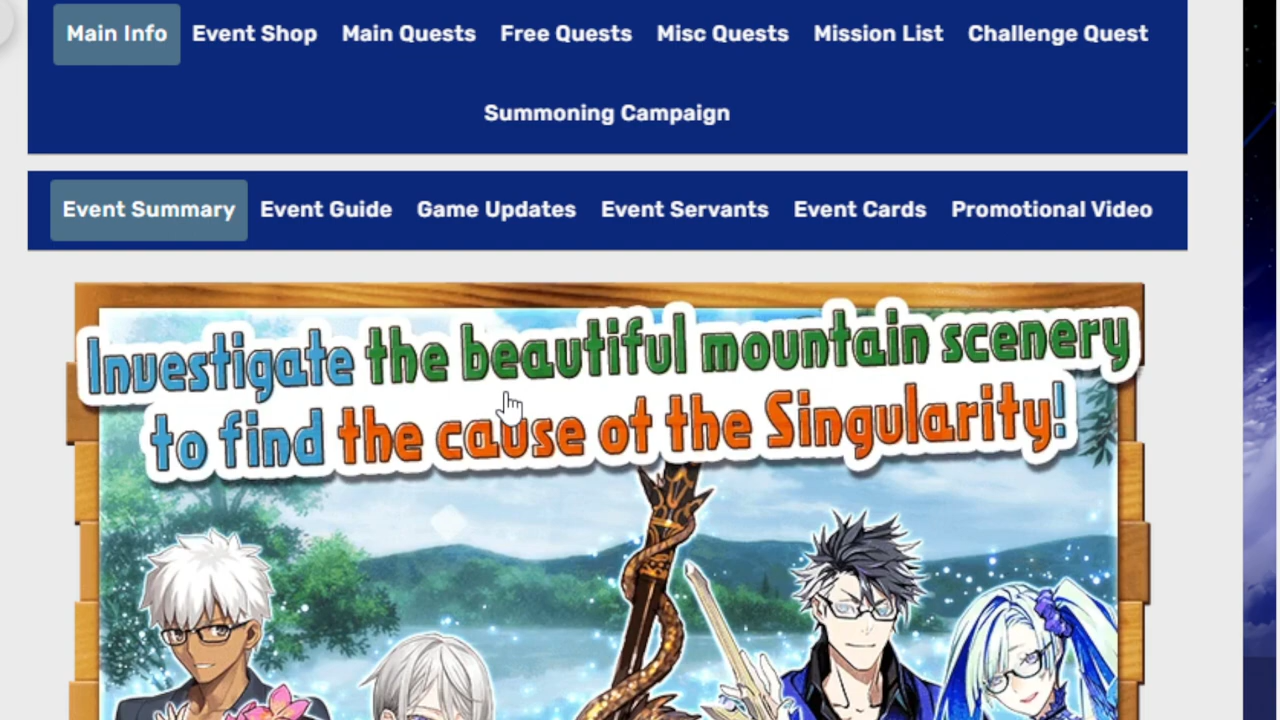 Main Info Event Shop Main Quests Free Quests Misc Quests Mission List Challenge Quest
Summoning Campaign
Event Summary Event Guide Game Updates Event Servants Event Cards Promotional Video
Investigate the beautiful mountain scenery
to find the cause of the Singularity!